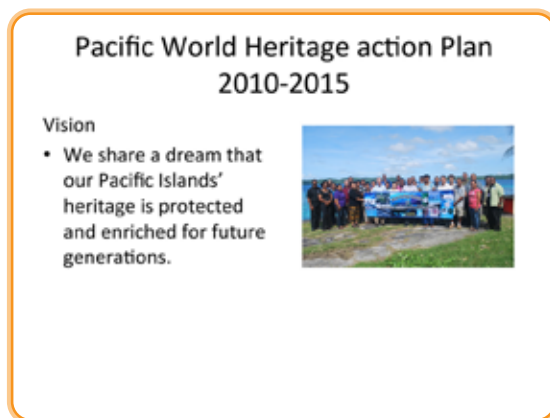 Pacific World Heritage action Plan
2010-2015
Vision
• We share a dream that
our Pacific Islands'
heritage is protected
and enriched for future
generations.